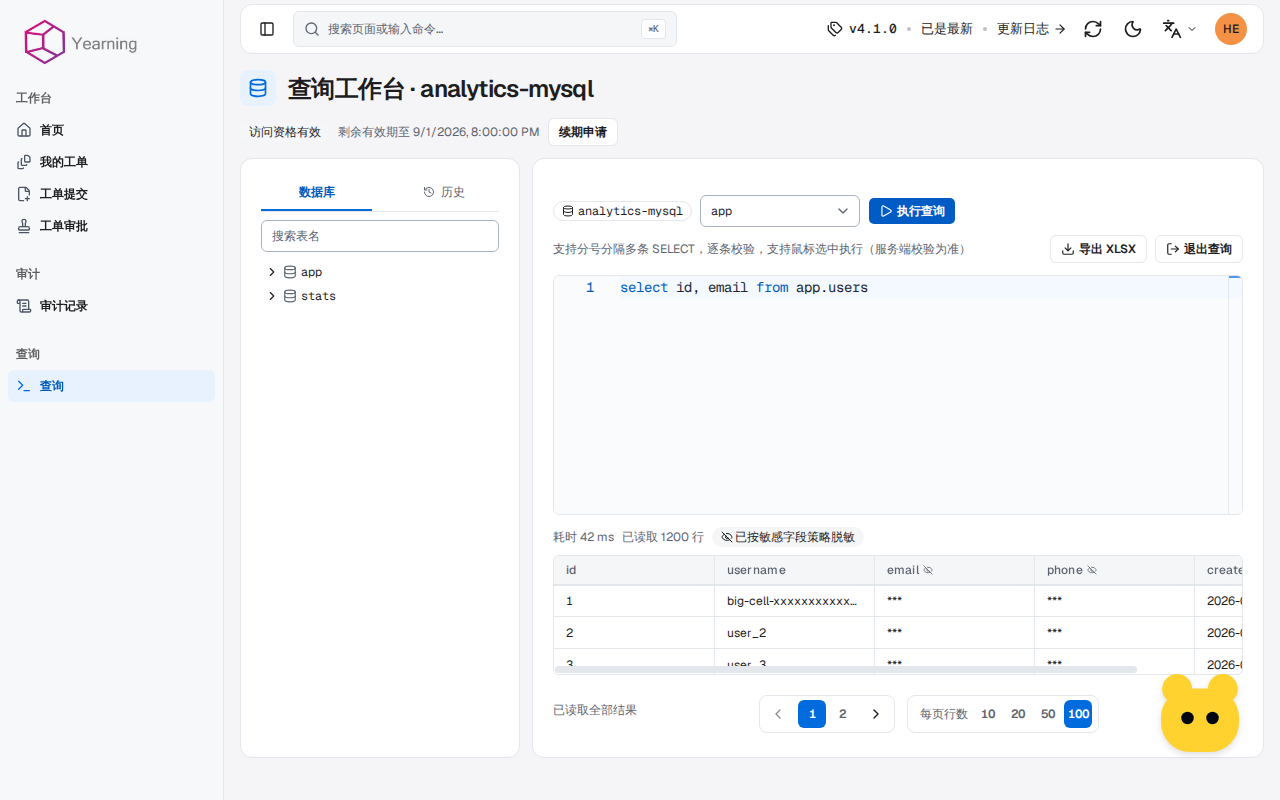 Yearning
工作台
首页
我的工单
工单提交
工单审批
审计
审计记录
查询
查询
搜索页面或输入命令... ⌘K
v4.1.0 • 已是最新 • 更新日志 →
HE
查询工作台 · analytics-mysql
访问资格有效 剩余有效期至 9/1/2026, 8:00:00 PM 续期申请
数据库 历史
搜索表名
app
stats
analytics-mysql app 执行查询
支持分号分隔多条 SELECT，逐条校验，支持鼠标选中执行（服务端校验为准）
导出 XLSX 退出查询
1 select id, email from app.users
耗时 42 ms 已读取 1200 行 已按敏感字段策略脱敏
id username email phone create
1 big-cell-xxxxxxxxxxx... *** *** 2026-0
2 user_2 *** *** 2026-0
3 user_3 *** *** 2026-0
已读取全部结果
1 2
每页行数 10 20 50 100